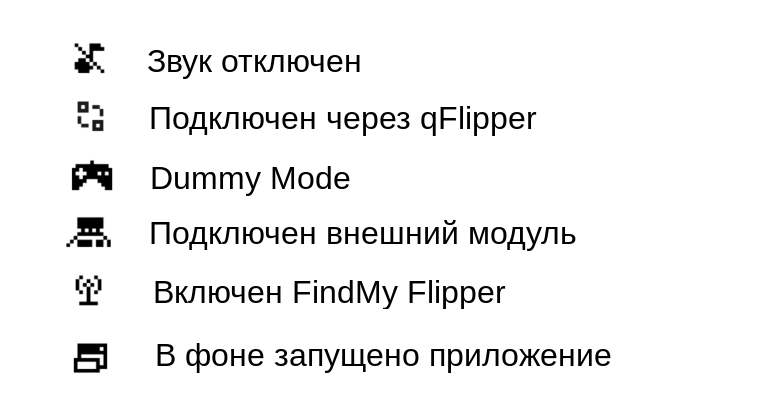 Звук отключен
Подключен через qFlipper
Dummy Mode
Подключен внешний модуль
Включен FindMy Flipper
В фоне запущено приложение